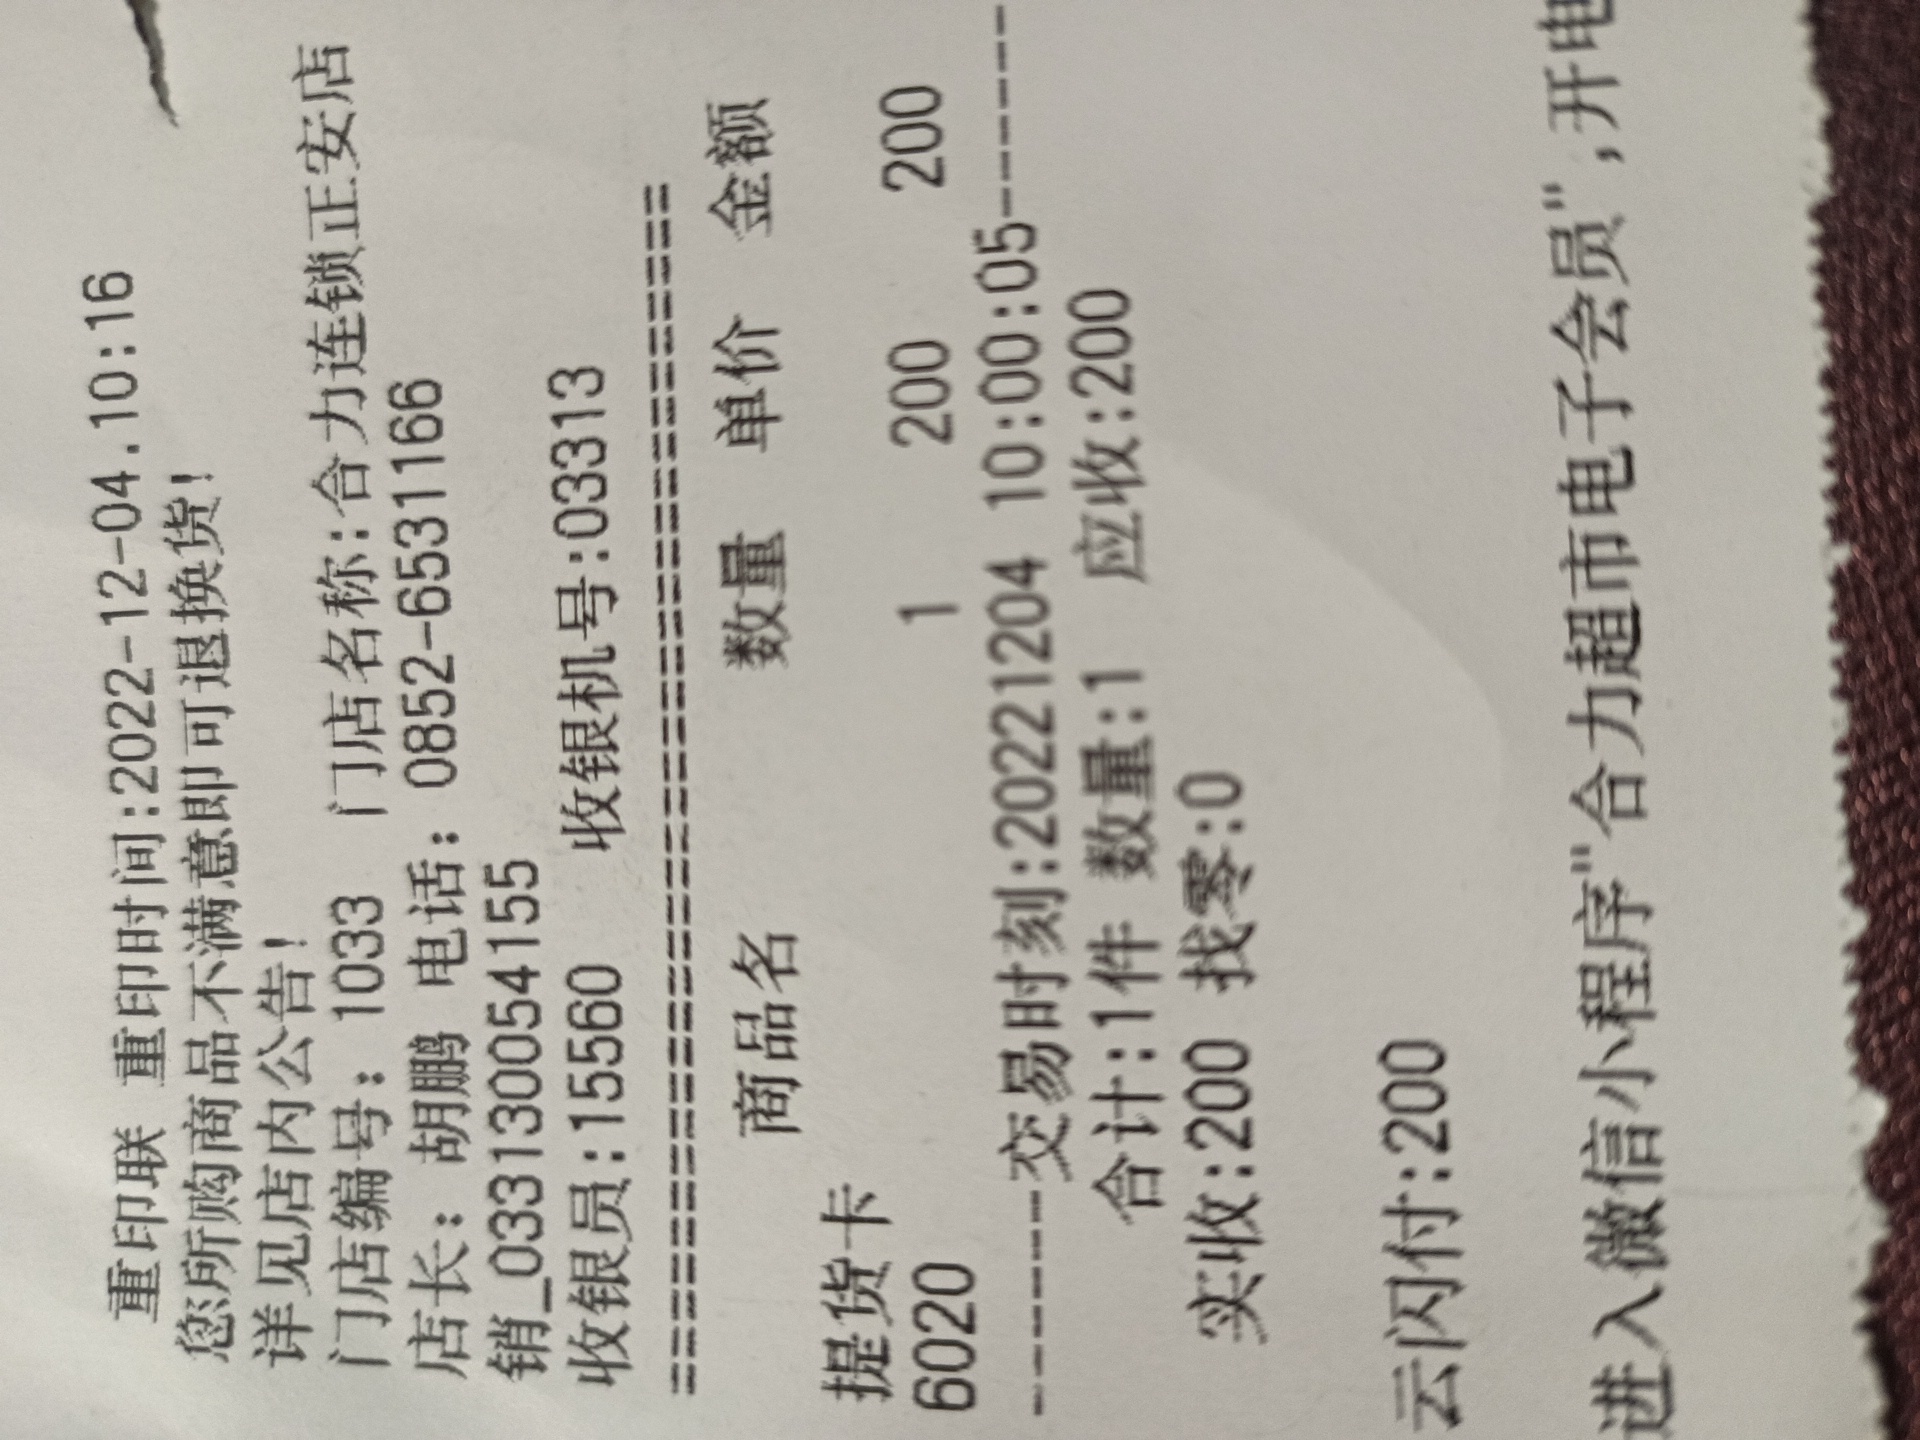 重印联 重印时间:2022-12-04.10:16
您所购商品不满意即可退换货!
详见店内公告!
门店编号: 1033 门店名称:合力连锁正安店
店长: 胡鹏 电话: 0852-6531166
销_033130054155
收银员:15560 收银机号:03313
==========================================
商品名 数量 单价 金额
提货卡
6020 1 200 200
---------交易时刻:20221204 10:00:05---------
合计:1件 数量:1 应收:200
实收:200 找零:0
云闪付:200
进入微信小程序"合力超市电子会员",开电